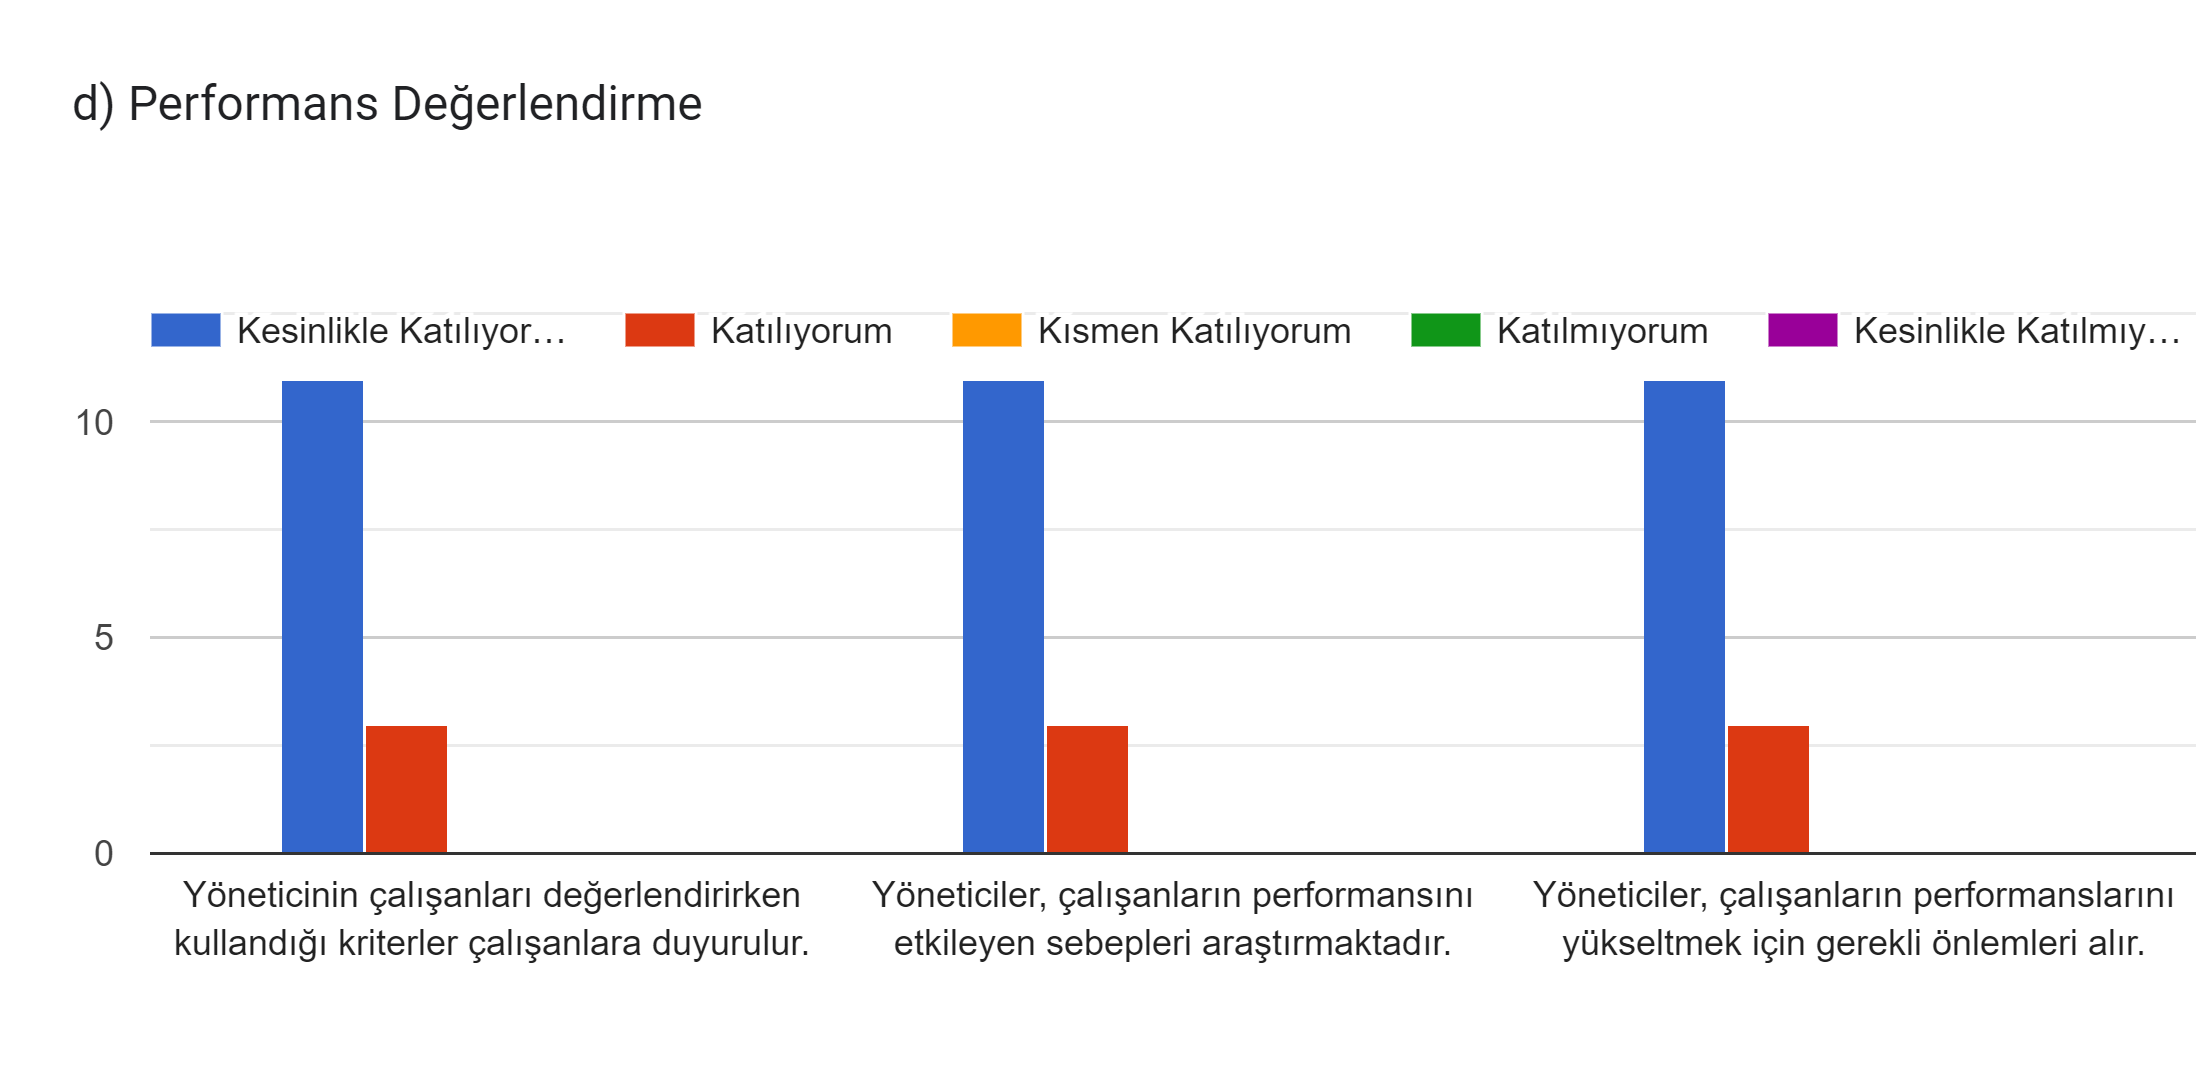 d) Performans Değerlendirme
Kesinlikle Katılıyor…
Katılıyorum
Kısmen Katılıyorum
Katılmıyorum
Kesinlikle Katılmıy…
10
5
0
Yöneticinin çalışanları değerlendirirken
kullandığı kriterler çalışanlara duyurulur.
Yöneticiler, çalışanların performansını
etkileyen sebepleri araştırmaktadır.
Yöneticiler, çalışanların performanslarını
yükseltmek için gerekli önlemleri alır.